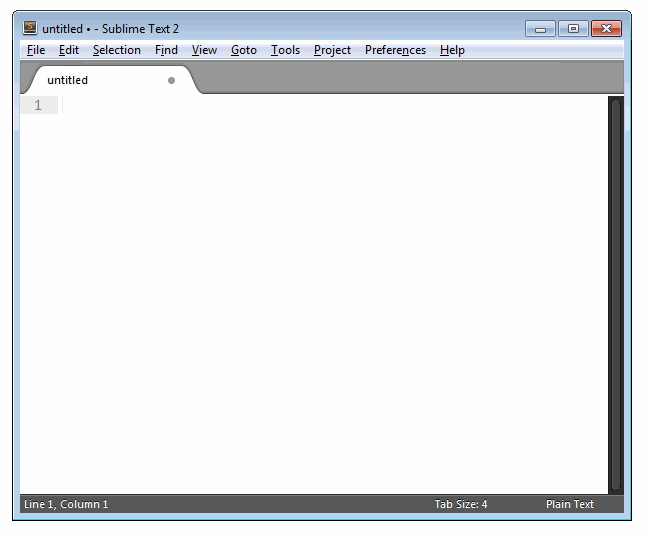 untitled • - Sublime Text 2
File Edit Selection Find View Goto Tools Project Preferences Help
untitled
1
Line 1, Column 1 Tab Size: 4 Plain Text